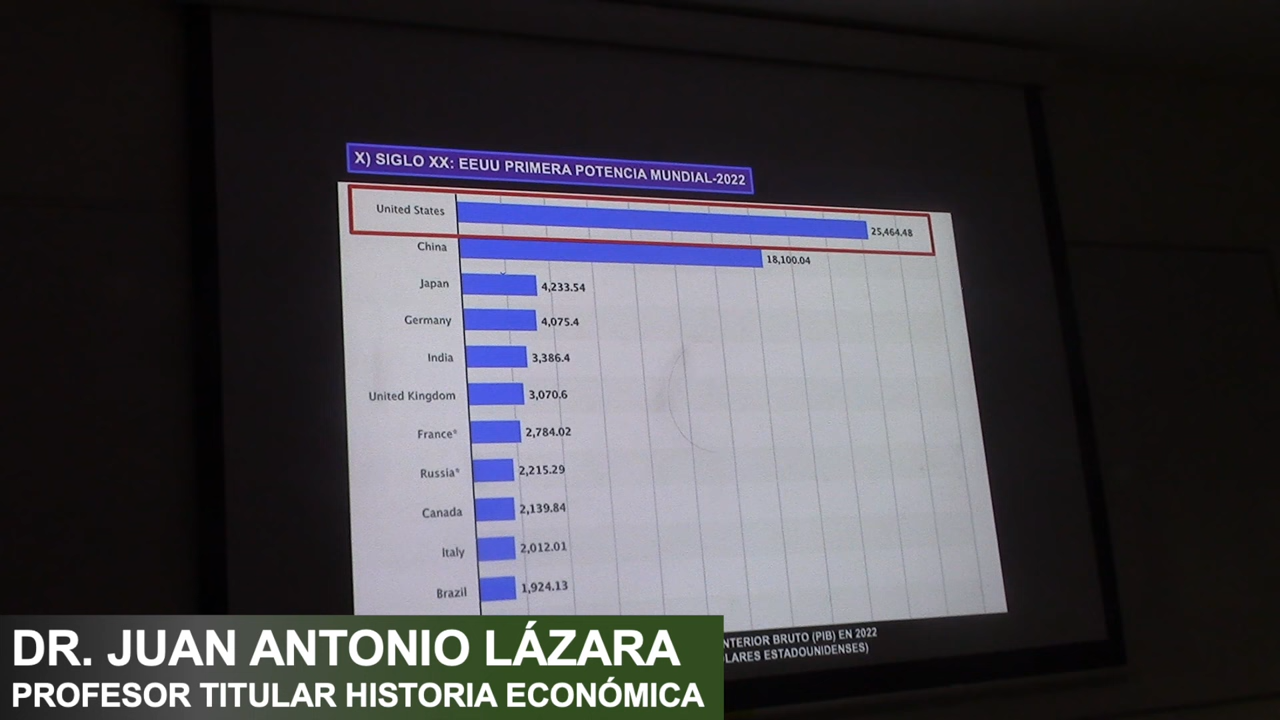 X) SIGLO XX: EEUU PRIMERA POTENCIA MUNDIAL-2022
United States 25,464.48
China 18,100.04
Japan 4,233.54
Germany 4,075.4
India 3,386.4
United Kingdom 3,070.6
France* 2,784.02
Russia* 2,215.29
Canada 2,139.84
Italy 2,012.01
Brazil 1,924.13
NTERIOR BRUTO (PIB) EN 2022
LARES ESTADOUNIDENSES)
DR. JUAN ANTONIO LÁZARA
PROFESOR TITULAR HISTORIA ECONÓMICA